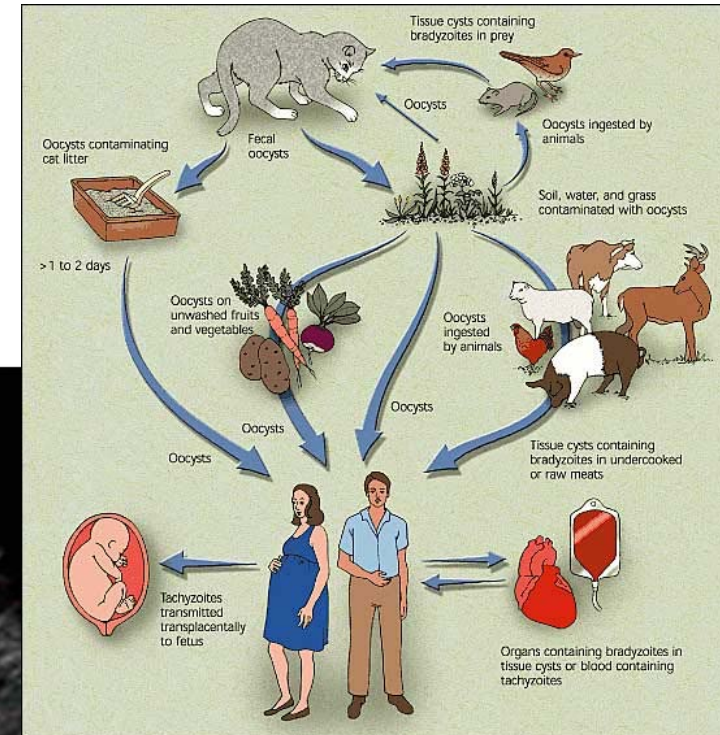 Tissue cysts containing
bradyzoites in prey
Oocysts
Oocysts ingested by
animals
Fecal
oocysts
Oocysts contaminating
cat litter
Soil, water, and grass
contaminated with oocysts
>1 to 2 days
Oocysts on
unwashed fruits
and vegetables
Oocysts
ingested
by animals
Oocysts
Oocysts
Oocysts
Tissue cysts containing
bradyzoites in undercooked
or raw meats
Tachyzoites
transmitted
transplacentally
to fetus
Organs containing bradyzoites in
tissue cysts or blood containing
tachyzoites